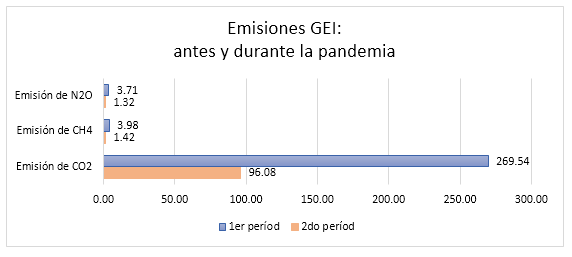 Emisiones GEI:
antes y durante la pandemia
Emisión de N2O
3.71
1.32
Emisión de CH4
3.98
1.42
Emisión de CO2
269.54
96.08
0.00 50.00 100.00 150.00 200.00 250.00 300.00
1er períod 2do períod